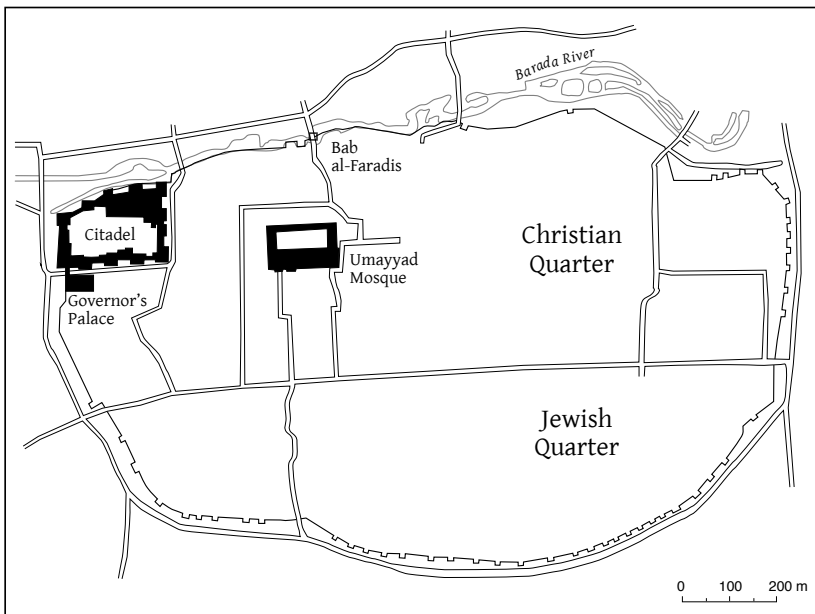 Barada River
Bab
al-Faradis
Citadel
Christian
Quarter
Umayyad
Mosque
Governor's
Palace
Jewish
Quarter
0 100 200 m